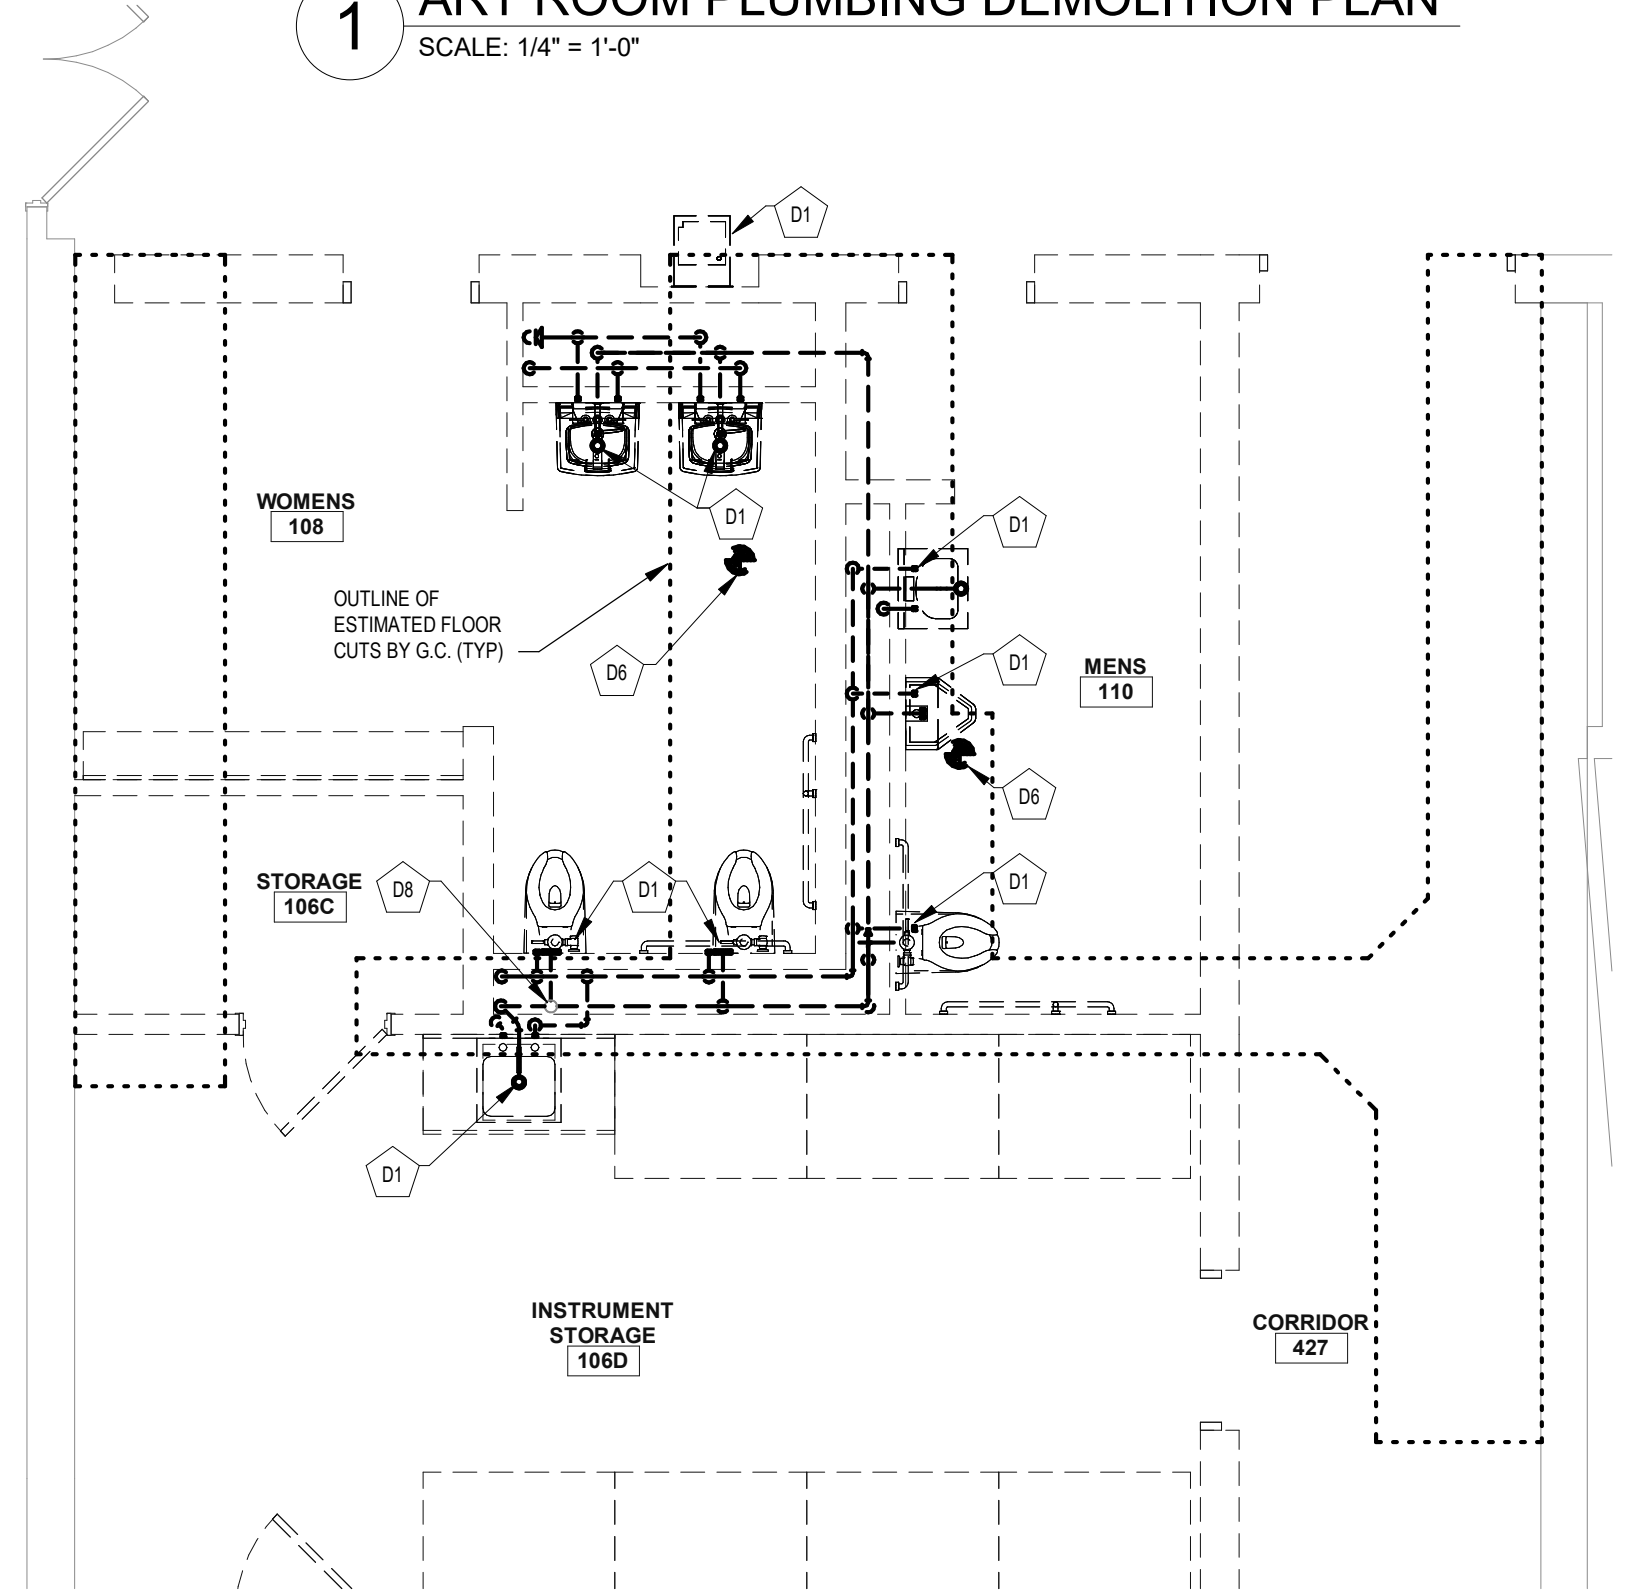 1
ART ROOM PLUMBING DEMOLITION PLAN
SCALE: 1/4" = 1'-0"
D1
WOMENS
108
D1
D1
OUTLINE OF
ESTIMATED FLOOR
CUTS BY G.C. (TYP)
D6
D1
MENS
110
D6
STORAGE
106C
D8
D1
D1
D1
INSTRUMENT
STORAGE
106D
CORRIDOR
427